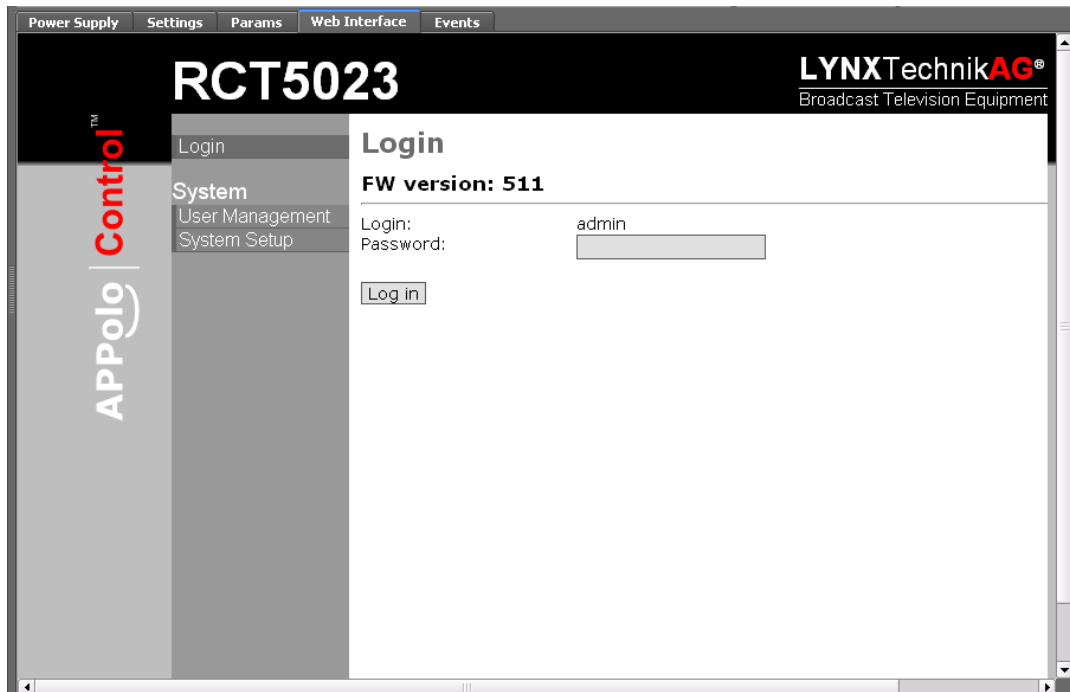 Power Supply Settings Params Web Interface Events
RCT5023
LYNXTechnikAG®
Broadcast Television Equipment
APPolo | Control™
Login
System
User Management
System Setup
Login
FW version: 511
Login: admin
Password:
Log in